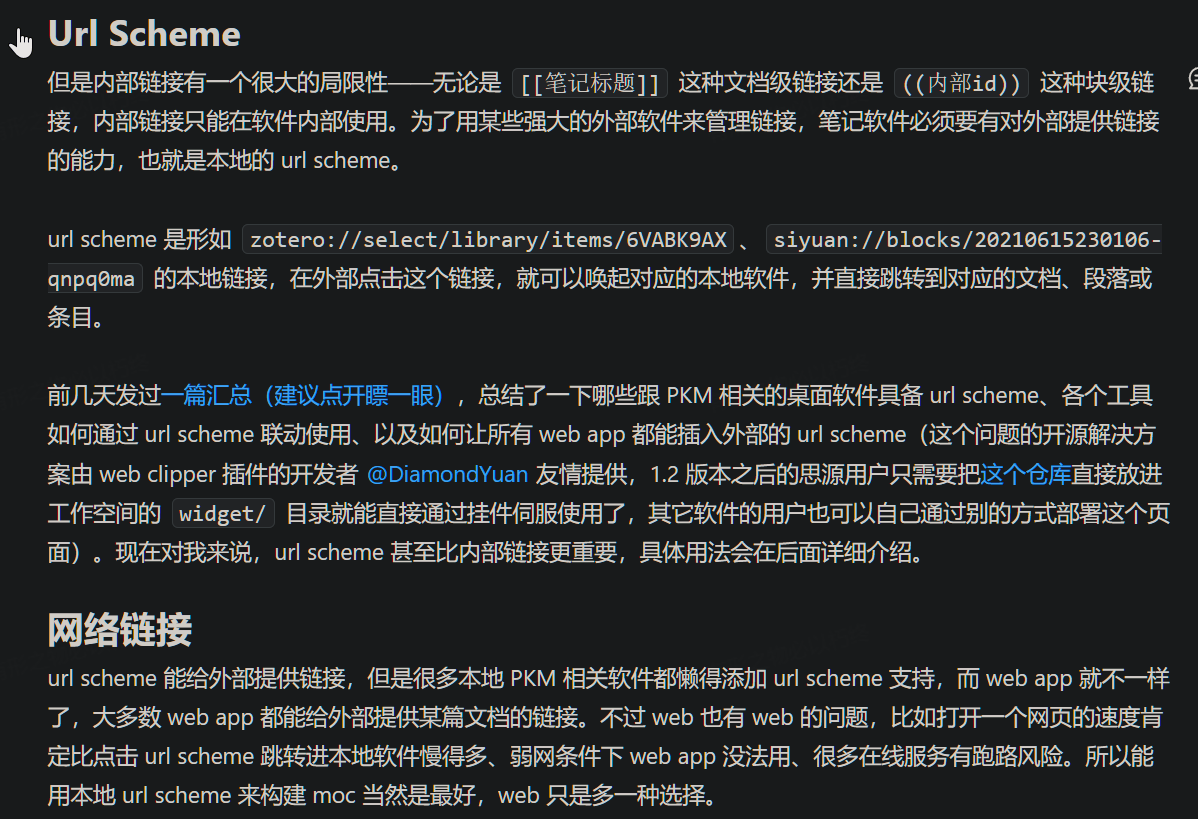 Url Scheme
但是内部链接有一个很大的局限性——无论是 [[笔记标题]] 这种文档级链接还是 ((内部id)) 这种块级链
接，内部链接只能在软件内部使用。为了用某些强大的外部软件来管理链接，笔记软件必须要有对外部提供链接
的能力，也就是本地的 url scheme。
url scheme 是形如 zotero://select/library/items/6VABK9AX 、 siyuan://blocks/20210615230106-
qnpq0ma 的本地链接，在外部点击这个链接，就可以唤起对应的本地软件，并直接跳转到对应的文档、段落或
条目。
前几天发过一篇汇总（建议点开瞟一眼），总结了一下哪些跟 PKM 相关的桌面软件具备 url scheme、各个工具
如何通过 url scheme 联动使用、以及如何让所有 web app 都能插入外部的 url scheme（这个问题的开源解决方
案由 web clipper 插件的开发者 @DiamondYuan 友情提供，1.2 版本之后的思源用户只需要把这个仓库直接放进
工作空间的 widget/ 目录就能直接通过挂件伺服使用了，其它软件的用户也可以自己通过别的方式部署这个页
面）。现在对我来说，url scheme 甚至比内部链接更重要，具体用法会在后面详细介绍。
网络链接
url scheme 能给外部提供链接，但是很多本地 PKM 相关软件都懒得添加 url scheme 支持，而 web app 就不一样
了，大多数 web app 都能给外部提供某篇文档的链接。不过 web 也有 web 的问题，比如打开一个网页的速度肯
定比点击 url scheme 跳转进本地软件慢得多、弱网条件下 web app 没法用、很多在线服务有跑路风险。所以能
用本地 url scheme 来构建 moc 当然是最好，web 只是多一种选择。